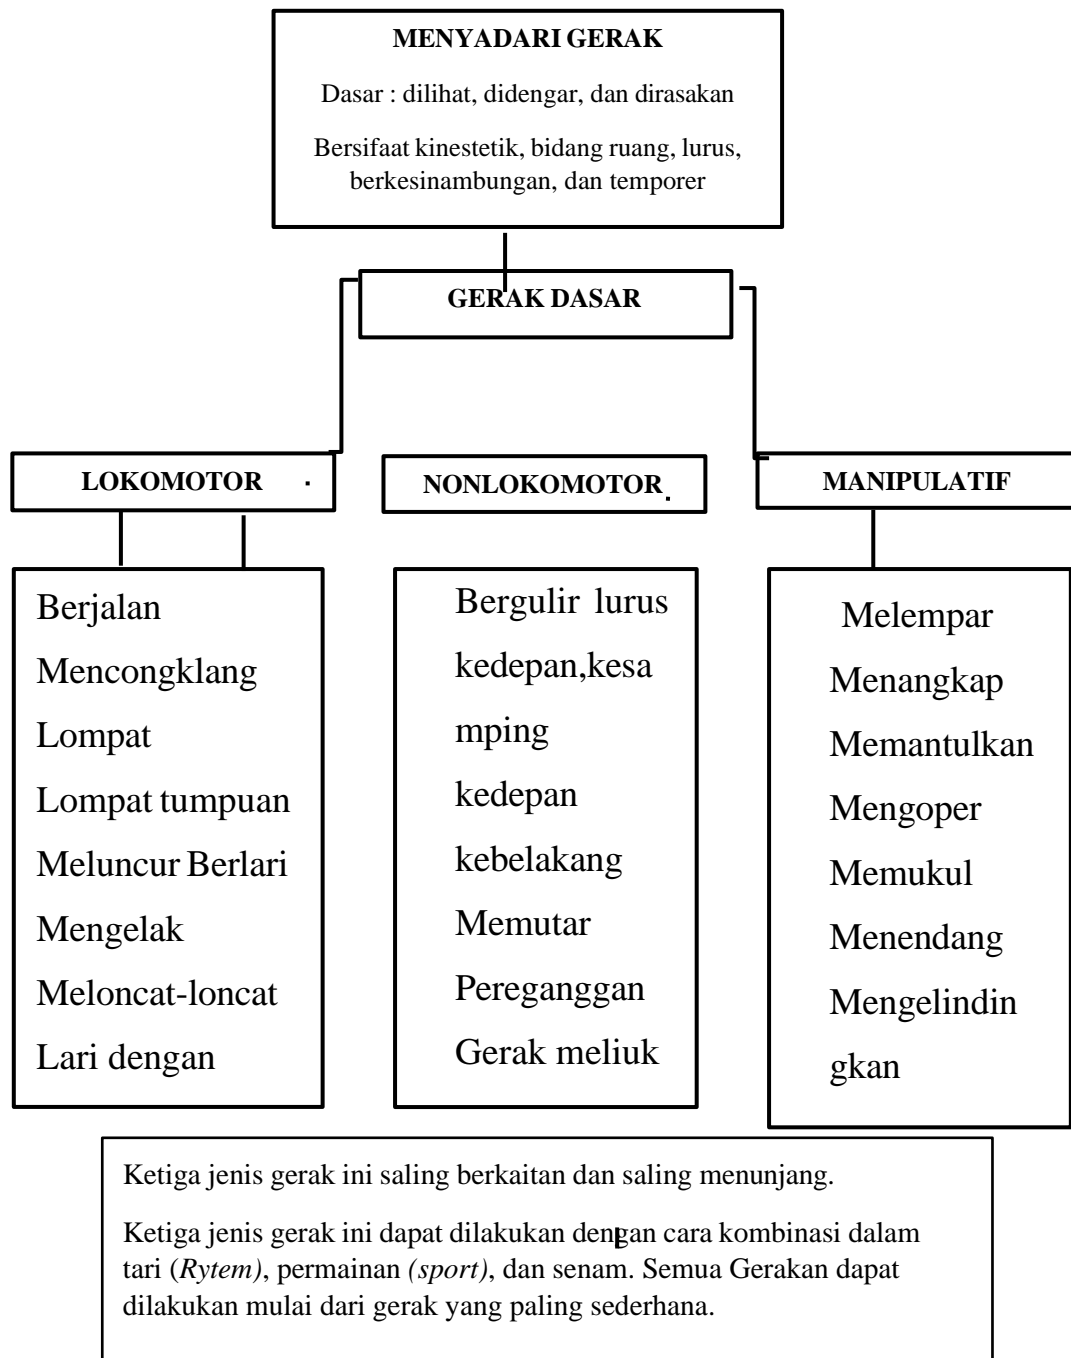 MENYADARI GERAK
Dasar : dilihat, didengar, dan dirasakan
Bersifaat kinestetik, bidang ruang, lurus,
berkesinambungan, dan temporer
GERAK DASAR
LOKOMOTOR
NONLOKOMOTOR
MANIPULATIF
Berjalan
Mencongklang
Lompat
Lompat tumpuan
Meluncur Berlari
Mengelak
Meloncat-loncat
Lari dengan
Bergulir lurus
kedepan,kesa
mping
kedepan
kebelakang
Memutar
Pereganggan
Gerak meliuk
Melempar
Menangkap
Memantulkan
Mengoper
Memukul
Menendang
Mengelindin
gkan
Ketiga jenis gerak ini saling berkaitan dan saling menunjang.
Ketiga jenis gerak ini dapat dilakukan dengan cara kombinasi dalam
tari (Rytem), permainan (sport), dan senam. Semua Gerakan dapat
dilakukan mulai dari gerak yang paling sederhana.